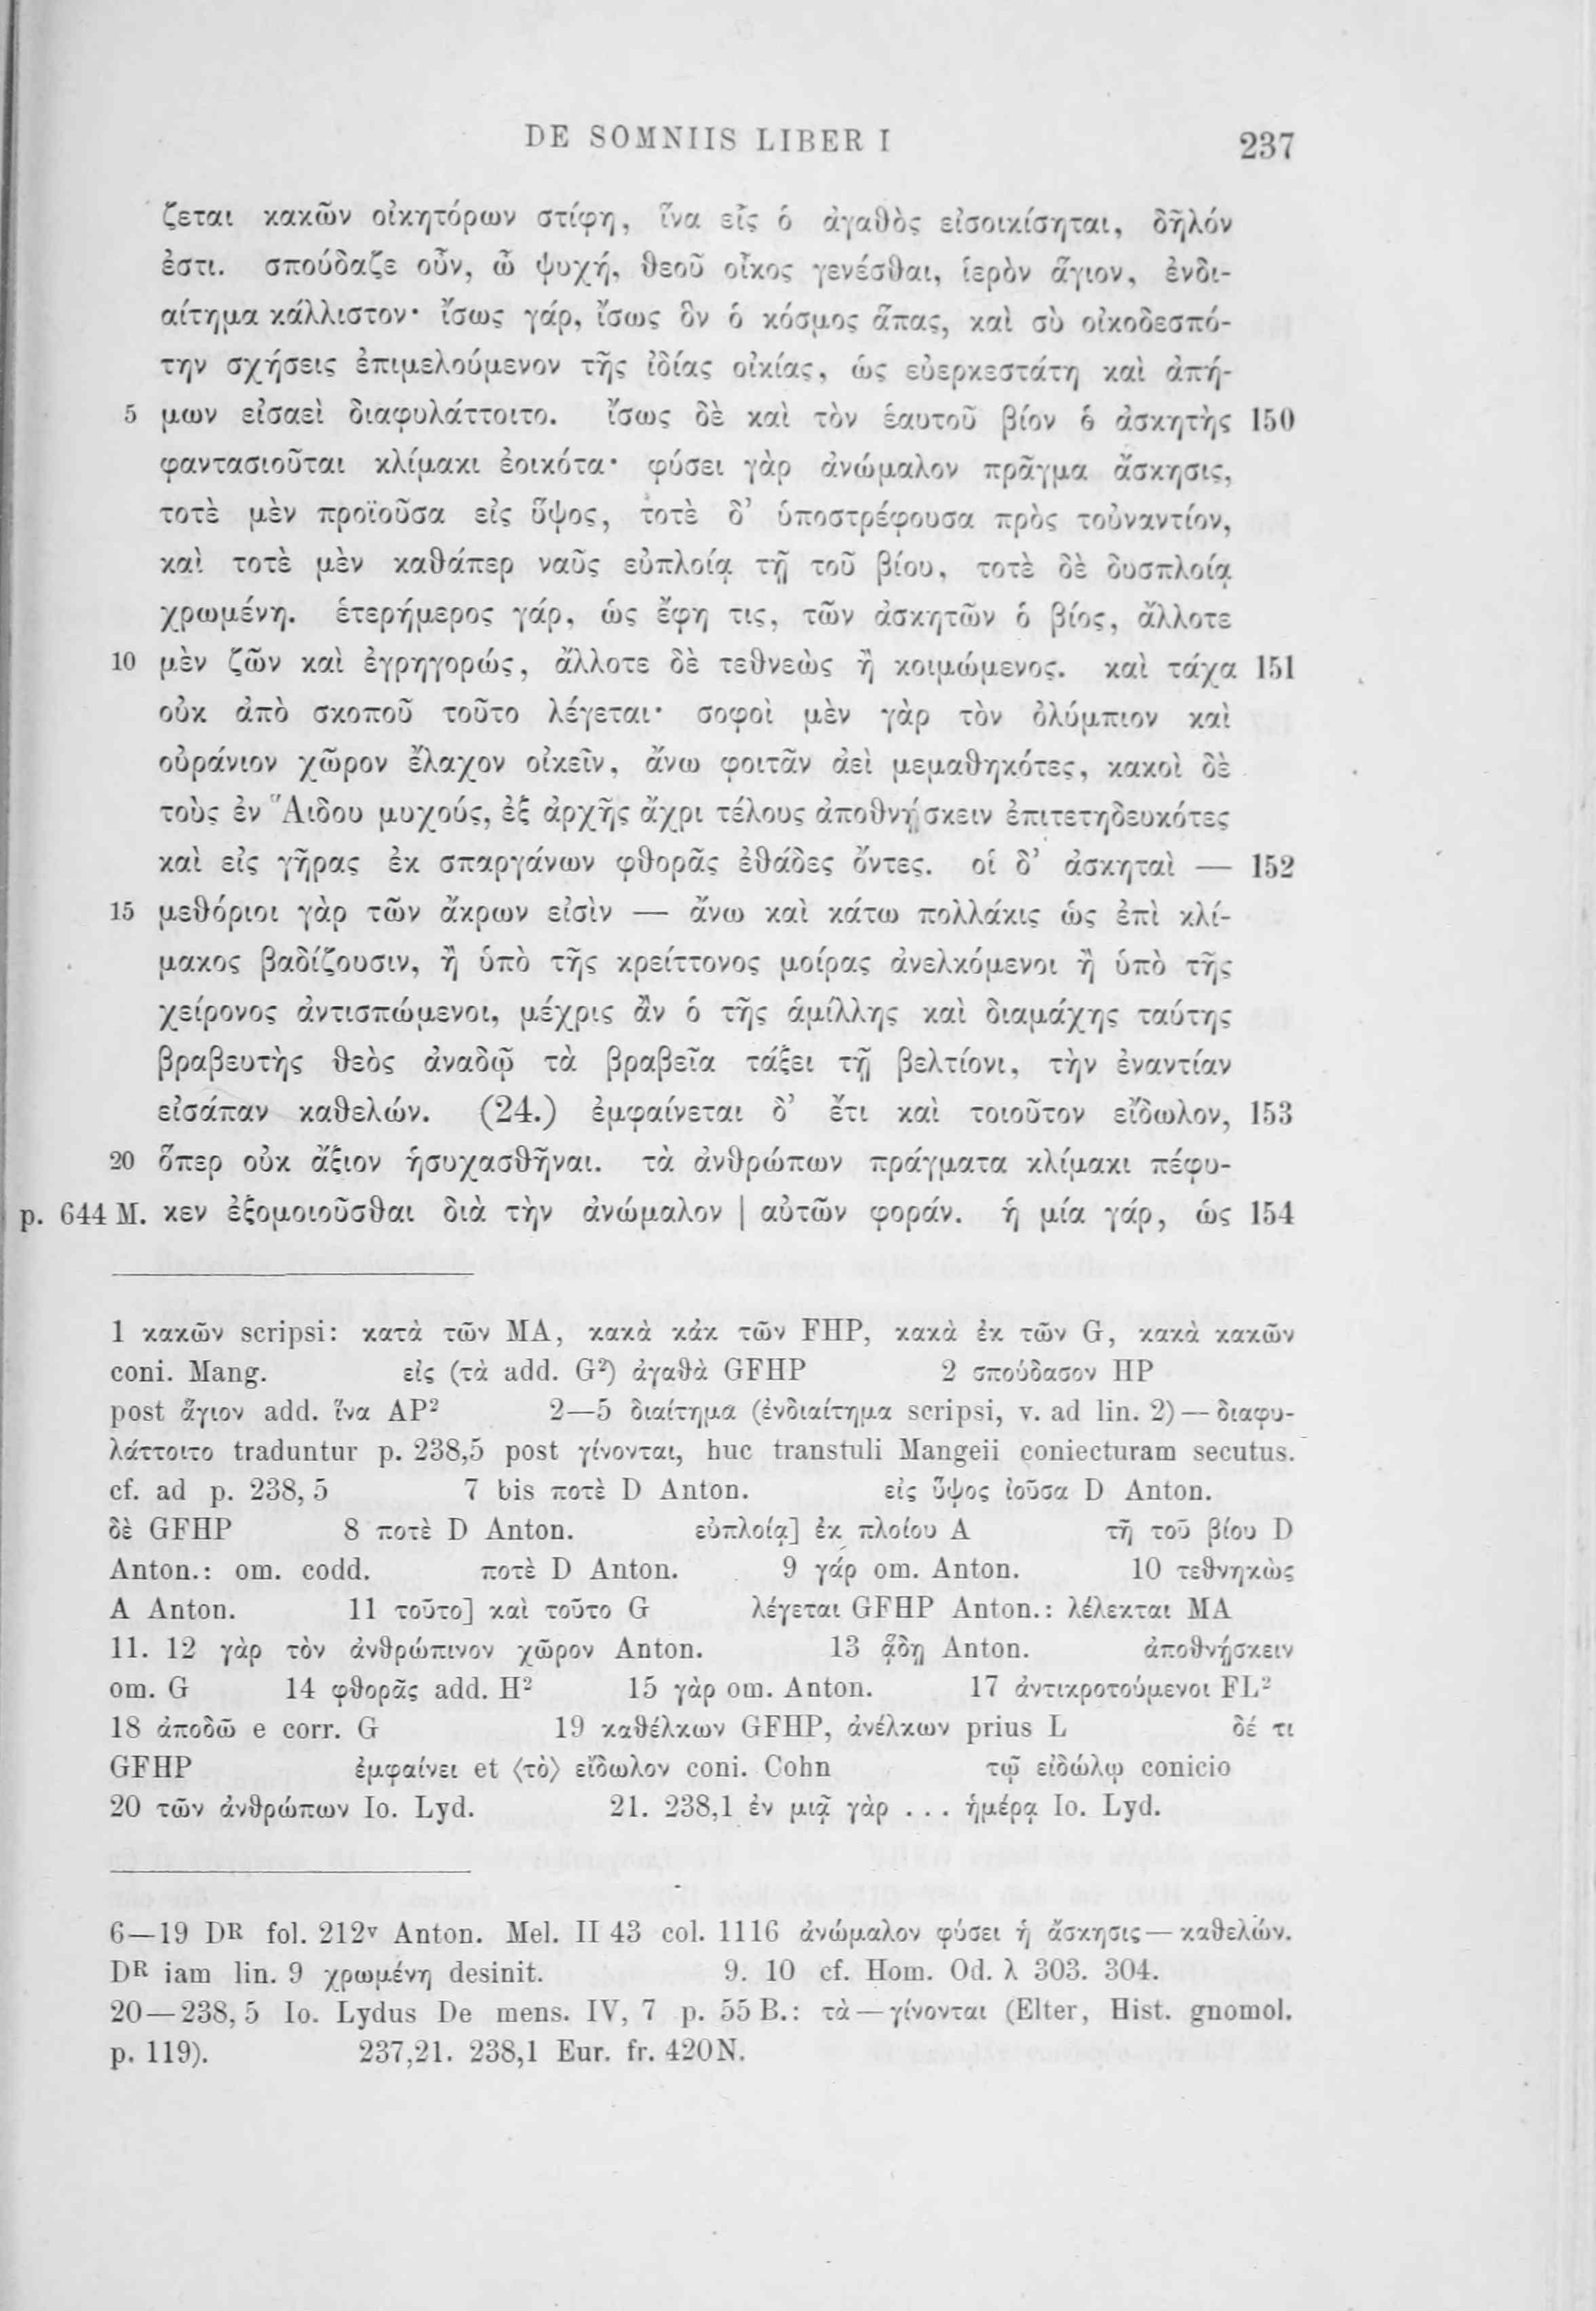 DE SOMNIIS LIBER I 237
ζεται κακῶν οἰκητόρων στίφη, ἵνα εἷς ὁ ἀγαθὸς εἰσοικίσηται, δῆλόν
ἐστι. σπούδαζε οὖν, ὦ ψυχή, θεοῦ οἶκος γενέσθαι, ἱερὸν ἅγιον, ἐνδι-
αίτημα κάλλιστον· ἴσως γάρ, ἴσως ὃν ὁ κόσμος ἅπας, καὶ σὺ οἰκοδεσπό-
την σχήσεις ἐπιμελούμενον τῆς ἰδίας οἰκίας, ὡς εὐερκεστάτη καὶ ἀπή-
5 μων εἰσαεὶ διαφυλάττοιτο. ἴσως δὲ καὶ τὸν ἑαυτοῦ βίον ὁ ἀσκητὴς 150
φαντασιοῦται κλίμακι ἐοικότα· φύσει γὰρ ἀνώμαλον πρᾶγμα ἄσκησις,
τοτὲ μὲν προϊοῦσα εἰς ὕψος, τοτὲ δ’ ὑποστρέφουσα πρὸς τοὐναντίον,
καὶ τοτὲ μὲν καθάπερ ναῦς εὐπλοίᾳ τῇ τοῦ βίου, τοτὲ δὲ δυσπλοίᾳ
χρωμένη. ἑτερήμερος γάρ, ὡς ἔφη τις, τῶν ἀσκητῶν ὁ βίος, ἄλλοτε
10 μὲν ζῶν καὶ ἐγρηγορώς, ἄλλοτε δὲ τεθνεὼς ἢ κοιμώμενος. καὶ τάχα 151
οὐκ ἀπὸ σκοποῦ τοῦτο λέγεται· σοφοὶ μὲν γὰρ τὸν ὀλύμπιον καὶ
οὐράνιον χῶρον ἔλαχον οἰκεῖν, ἄνω φοιτᾶν ἀεὶ μεμαθηκότες, κακοὶ δὲ
τοὺς ἐν Ἅιδου μυχούς, ἐξ ἀρχῆς ἄχρι τέλους ἀποθνῄσκειν ἐπιτετηδευκότες
καὶ εἰς γῆρας ἐκ σπαργάνων φθορᾶς ἐθάδες ὄντες. οἱ δ’ ἀσκηταὶ — 152
15 μεθόριοι γὰρ τῶν ἄκρων εἰσὶν — ἄνω καὶ κάτω πολλάκις ὡς ἐπὶ κλί-
μακος βαδίζουσιν, ἢ ὑπὸ τῆς κρείττονος μοίρας ἀνελκόμενοι ἢ ὑπὸ τῆς
χείρονος ἀντισπώμενοι, μέχρις ἂν ὁ τῆς ἁμίλλης καὶ διαμάχης ταύτης
βραβευτὴς θεὸς ἀναδῷ τὰ βραβεῖα τάξει τῇ βελτίονι, τὴν ἐναντίαν
εἰσάπαν καθελών. (24.) ἐμφαίνεται δ’ ἔτι καὶ τοιοῦτον εἴδωλον, 153
20 ὅπερ οὐκ ἄξιον ἡσυχασθῆναι. τὰ ἀνθρώπων πράγματα κλίμακι πέφυ-
p. 644 M. κεν ἐξομοιοῦσθαι διὰ τὴν ἀνώμαλον | αὐτῶν φοράν. ἡ μία γάρ, ὡς 154
1 κακῶν scripsi: κατὰ τῶν MA, κακὰ κἀκ τῶν FHP, κακὰ ἐκ τῶν G, κακὰ κακῶν
coni. Mang. εἰς (τὰ add. G²) ἀγαθὰ GFHP 2 σπούδασον HP
post ἅγιον add. ἵνα AP² 2—5 διαίτημα (ἐνδιαίτημα scripsi, v. ad lin. 2) — διαφυ-
λάττοιτο traduntur p. 238,5 post γίνονται, huc transtuli Mangeii coniecturam secutus.
cf. ad p. 238, 5 7 bis ποτὲ D Anton. εἰς ὕψος ἰοῦσα D Anton.
δὲ GFHP 8 ποτὲ D Anton. εὐπλοίᾳ] ἐκ πλοίου A τῇ τοῦ βίου D
Anton.: om. codd. ποτὲ D Anton. 9 γάρ om. Anton. 10 τεθνηκὼς
A Anton. 11 τοῦτο] καὶ τοῦτο G λέγεται GFHP Anton.: λέλεκται MA
11. 12 γὰρ τὸν ἀνθρώπινον χῶρον Anton. 13 ᾅδῃ Anton. ἀποθνῄσκειν
om. G 14 φθορᾶς add. H² 15 γὰρ om. Anton. 17 ἀντικροτούμενοι FL²
18 ἀποδῶ e corr. G 19 καθέλκων GFHP, ἀνέλκων prius L δέ τι
GFHP ἐμφαίνει et ⟨τὸ⟩ εἴδωλον coni. Cohn τῷ εἰδώλῳ conicio
20 τῶν ἀνθρώπων Io. Lyd. 21. 238,1 ἐν μιᾷ γὰρ . . . ἡμέρᾳ Io. Lyd.
6—19 Dᴿ fol. 212ᵛ Anton. Mel. II 43 col. 1116 ἀνώμαλον φύσει ἡ ἄσκησις — καθελών.
Dᴿ iam lin. 9 χρωμένη desinit. 9. 10 cf. Hom. Od. λ 303. 304.
20—238, 5 Io. Lydus De mens. IV, 7 p. 55 B.: τὰ — γίνονται (Elter, Hist. gnomol.
p. 119). 237,21. 238,1 Eur. fr. 420N.